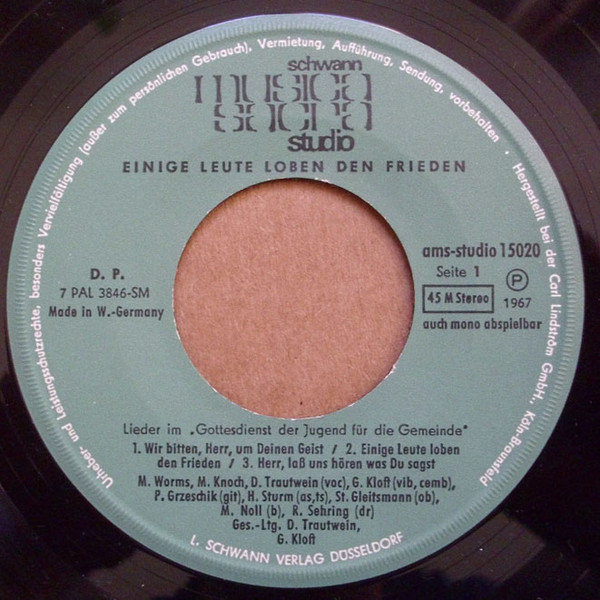 Urheber- und Leistungsschutzrechte, besonders Vervielfältigung (außer zum persönlichen Gebrauch), Vermietung, Aufführung, Sendung, vorbehalten • Hergestellt bei der Carl Lindström GmbH., Köln-Braunsfeld
schwann
musica
sacra
studio
EINIGE LEUTE LOBEN DEN FRIEDEN
D. P.
7 PAL 3846-SM
Made in W.-Germany
ams-studio 15020
Seite 1
45 M Stereo
Ⓟ
1967
auch mono abspielbar
Lieder im „Gottesdienst der Jugend für die Gemeinde"
1. Wir bitten, Herr, um Deinen Geist / 2. Einige Leute loben
den Frieden / 3. Herr, laß uns hören was Du sagst
M. Worms, M. Knoch, D. Trautwein (voc), G. Kloft (vib, cemb),
P. Grzeschik (git), H. Sturm (as,ts), St. Gleitsmann (ob),
M. Noll (b), R. Sehring (dr)
Ges.-Ltg. D. Trautwein,
G. Kloft
L. SCHWANN VERLAG DÜSSELDORF